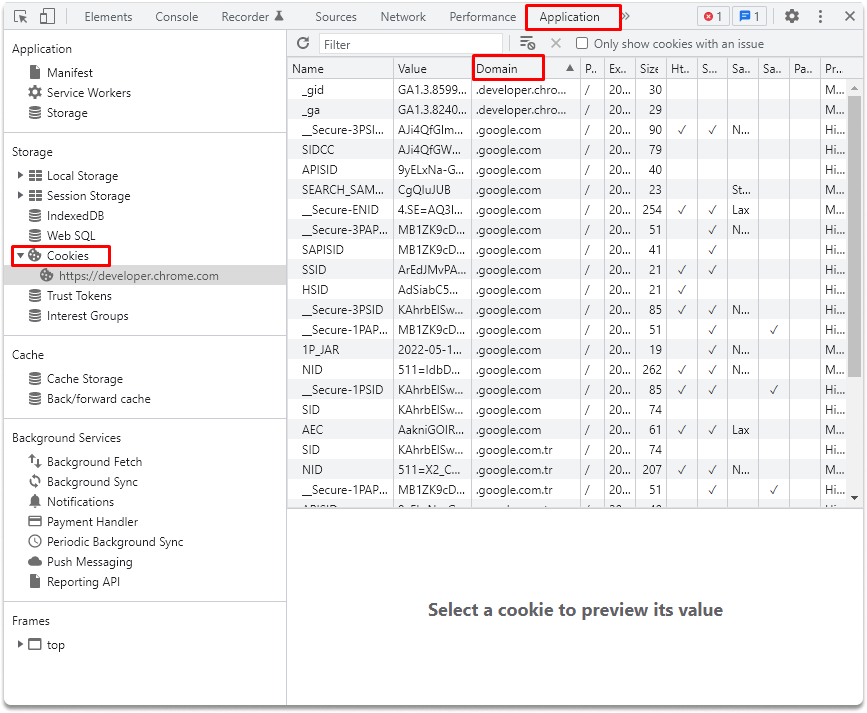 Elements Console Recorder Sources Network Performance Application » 1 1
Application
Manifest
Service Workers
Storage
Storage
Local Storage
Session Storage
IndexedDB
Web SQL
Cookies
https://developer.chrome.com
Trust Tokens
Interest Groups
Cache
Cache Storage
Back/forward cache
Background Services
Background Fetch
Background Sync
Notifications
Payment Handler
Periodic Background Sync
Push Messaging
Reporting API
Frames
top
Filter Only show cookies with an issue
Name Value Domain P.. Ex.. Size Ht.. S... Sa.. Sa.. Pa.. Pr...
_gid GA1.3.8599... .developer.chro... / 20... 30 M...
_ga GA1.3.8240... .developer.chro... / 20... 29 M...
__Secure-3PSI... AJi4QfGIm... .google.com / 20... 90 ✓ ✓ N... Hi...
SIDCC AJi4QfGW... .google.com / 20... 79 Hi...
APISID 9yELxNa-G... .google.com / 20... 40 Hi...
SEARCH_SAM... CgQIuJUB .google.com / 20... 23 St... M...
__Secure-ENID 4.SE=AQ3I... .google.com / 20... 254 ✓ ✓ Lax M...
__Secure-3PAP... MB1ZK9cD... .google.com / 20... 51 ✓ N... Hi...
SAPISID MB1ZK9cD... .google.com / 20... 41 ✓ Hi...
SSID ArEdJMvPA... .google.com / 20... 21 ✓ ✓ Hi...
HSID AdSiabC5... .google.com / 20... 21 ✓ Hi...
__Secure-3PSID KAhrbEISw... .google.com / 20... 85 ✓ ✓ N... Hi...
__Secure-1PAP... MB1ZK9cD... .google.com / 20... 51 ✓ ✓ Hi...
1P_JAR 2022-05-1... .google.com / 20... 19 ✓ N... M...
NID 511=IdbD... .google.com / 20... 262 ✓ ✓ N... M...
__Secure-1PSID KAhrbEISw... .google.com / 20... 85 ✓ ✓ ✓ Hi...
SID KAhrbEISw... .google.com / 20... 74 Hi...
AEC AakniGOIR... .google.com / 20... 61 ✓ ✓ Lax M...
SID KAhrbEISw... .google.com.tr / 20... 74 Hi...
NID 511=X2_C... .google.com.tr / 20... 207 ✓ ✓ N... M...
__Secure-1PAP... MB1ZK9cD... .google.com.tr / 20... 51 ✓ ✓ Hi...
Select a cookie to preview its value